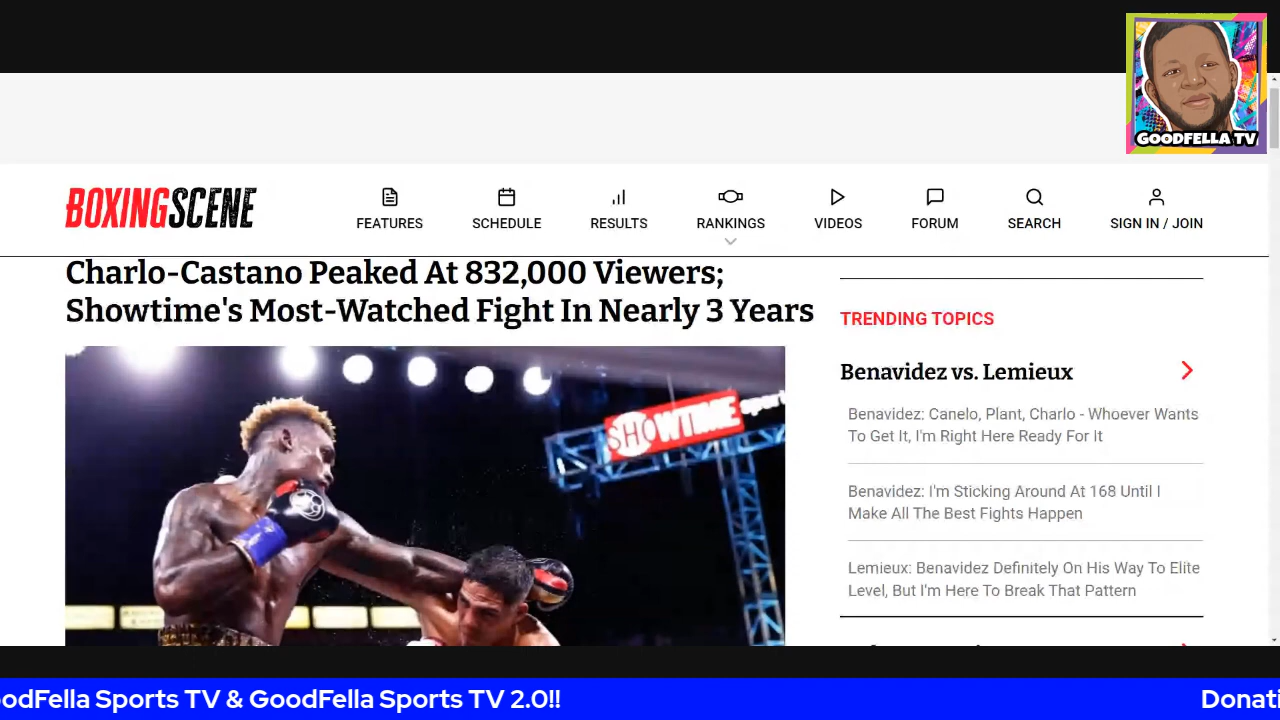 GOODFELLA TV
BOXINGSCENE
FEATURES
SCHEDULE
RESULTS
RANKINGS
VIDEOS
FORUM
SEARCH
SIGN IN / JOIN
Charlo-Castano Peaked At 832,000 Viewers;
Showtime's Most-Watched Fight In Nearly 3 Years
SHOWTIME
TRENDING TOPICS
Benavidez vs. Lemieux
Benavidez: Canelo, Plant, Charlo - Whoever Wants
To Get It, I'm Right Here Ready For It
Benavidez: I'm Sticking Around At 168 Until I
Make All The Best Fights Happen
Lemieux: Benavidez Definitely On His Way To Elite
Level, But I'm Here To Break That Pattern
oodFella Sports TV & GoodFella Sports TV 2.0!!
Donati